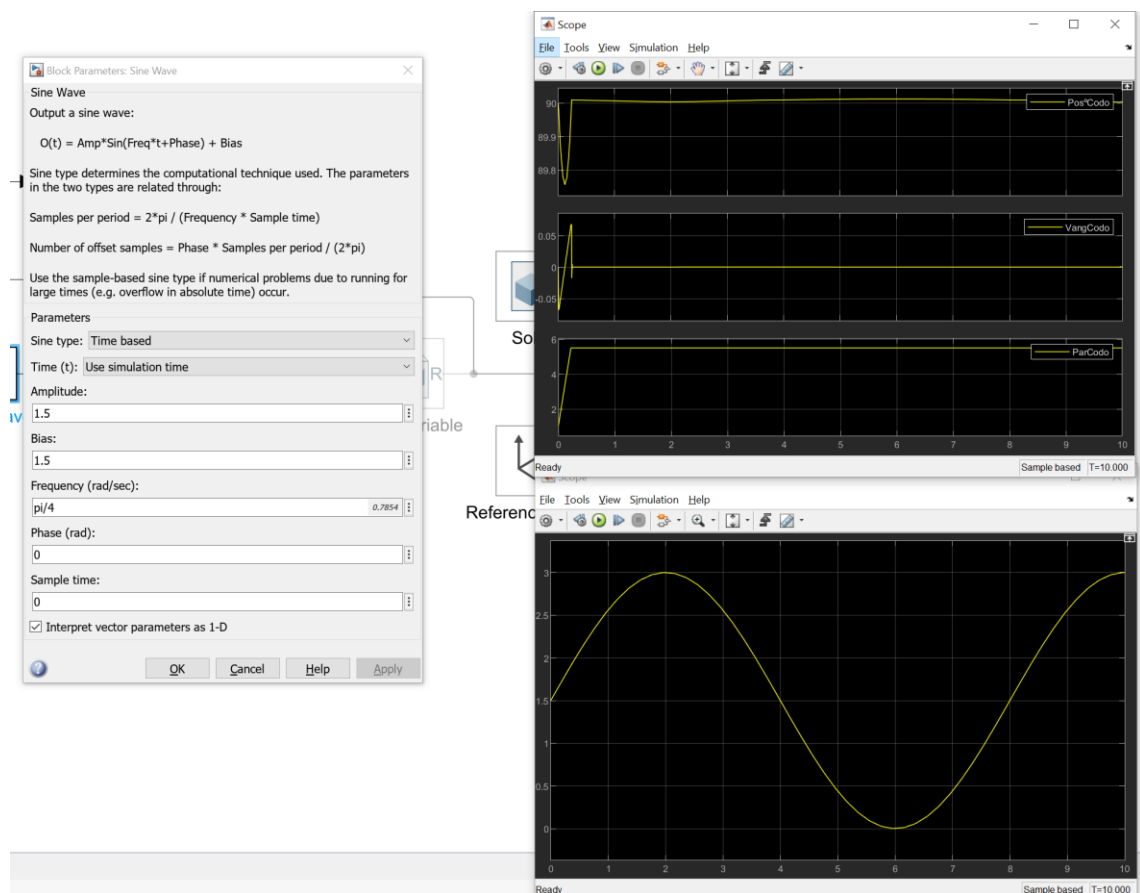 Block Parameters: Sine Wave
Sine Wave
Output a sine wave:
O(t) = Amp*Sin(Freq*t+Phase) + Bias
Sine type determines the computational technique used. The parameters
in the two types are related through:
Samples per period = 2*pi / (Frequency * Sample time)
Number of offset samples = Phase * Samples per period / (2*pi)
Use the sample-based sine type if numerical problems due to running for
large times (e.g. overflow in absolute time) occur.
Parameters
Sine type: Time based
Time (t): Use simulation time
Amplitude:
1.5
Bias:
1.5
Frequency (rad/sec):
pi/4 0.7854
Phase (rad):
0
Sample time:
0
Interpret vector parameters as 1-D
OK Cancel Help Apply
R
riable
So
Referenc
Scope
File Tools View Simulation Help
90
89.9
89.8
PosªCodo
0.05
0
-0.05
VangCodo
6
4
2
ParCodo
0 1 2 3 4 5 6 7 8 9 10
Ready Sample based T=10.000
Scope
File Tools View Simulation Help
3
2.5
2
1.5
1
0.5
0
0 1 2 3 4 5 6 7 8 9 10
Ready Sample based T=10.000